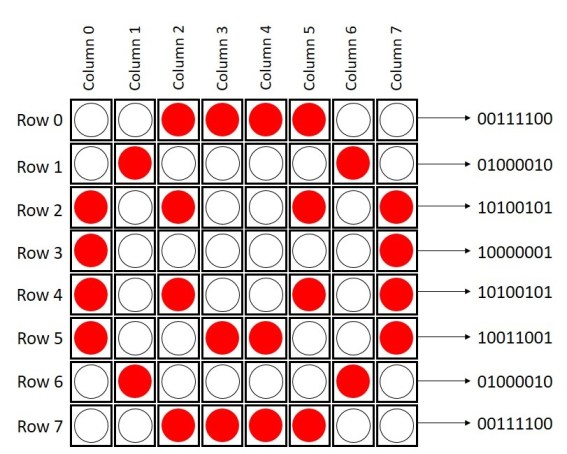 Column 0 Column 1 Column 2 Column 3 Column 4 Column 5 Column 6 Column 7
Row 0 00111100
Row 1 01000010
Row 2 10100101
Row 3 10000001
Row 4 10100101
Row 5 10011001
Row 6 01000010
Row 7 00111100